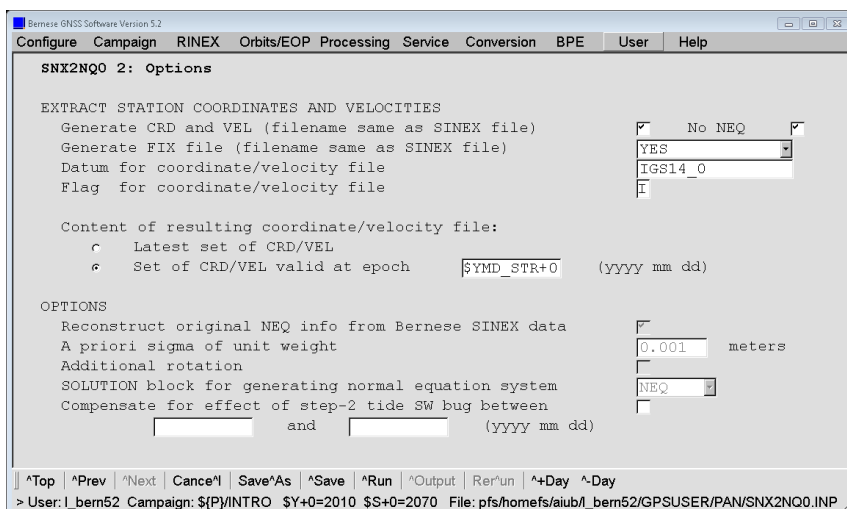 Bernese GNSS Software Version 5.2
Configure Campaign RINEX Orbits/EOP Processing Service Conversion BPE User Help
SNX2NQ0 2: Options
EXTRACT STATION COORDINATES AND VELOCITIES
Generate CRD and VEL (filename same as SINEX file) No NEQ
Generate FIX file (filename same as SINEX file) YES
Datum for coordinate/velocity file IGS14_0
Flag for coordinate/velocity file I
Content of resulting coordinate/velocity file:
Latest set of CRD/VEL
Set of CRD/VEL valid at epoch $YMD_STR+0 (yyyy mm dd)
OPTIONS
Reconstruct original NEQ info from Bernese SINEX data
A priori sigma of unit weight 0.001 meters
Additional rotation
SOLUTION block for generating normal equation system NEQ
Compensate for effect of step-2 tide SW bug between
and (yyyy mm dd)
^Top ^Prev ^Next Cance^l Save^As ^Save ^Run ^Output Rer^un ^+Day ^-Day
> User: l_bern52 Campaign: ${P}/INTRO $Y+0=2010 $S+0=2070 File: pfs/homefs/aiub/l_bern52/GPSUSER/PAN/SNX2NQ0.INP